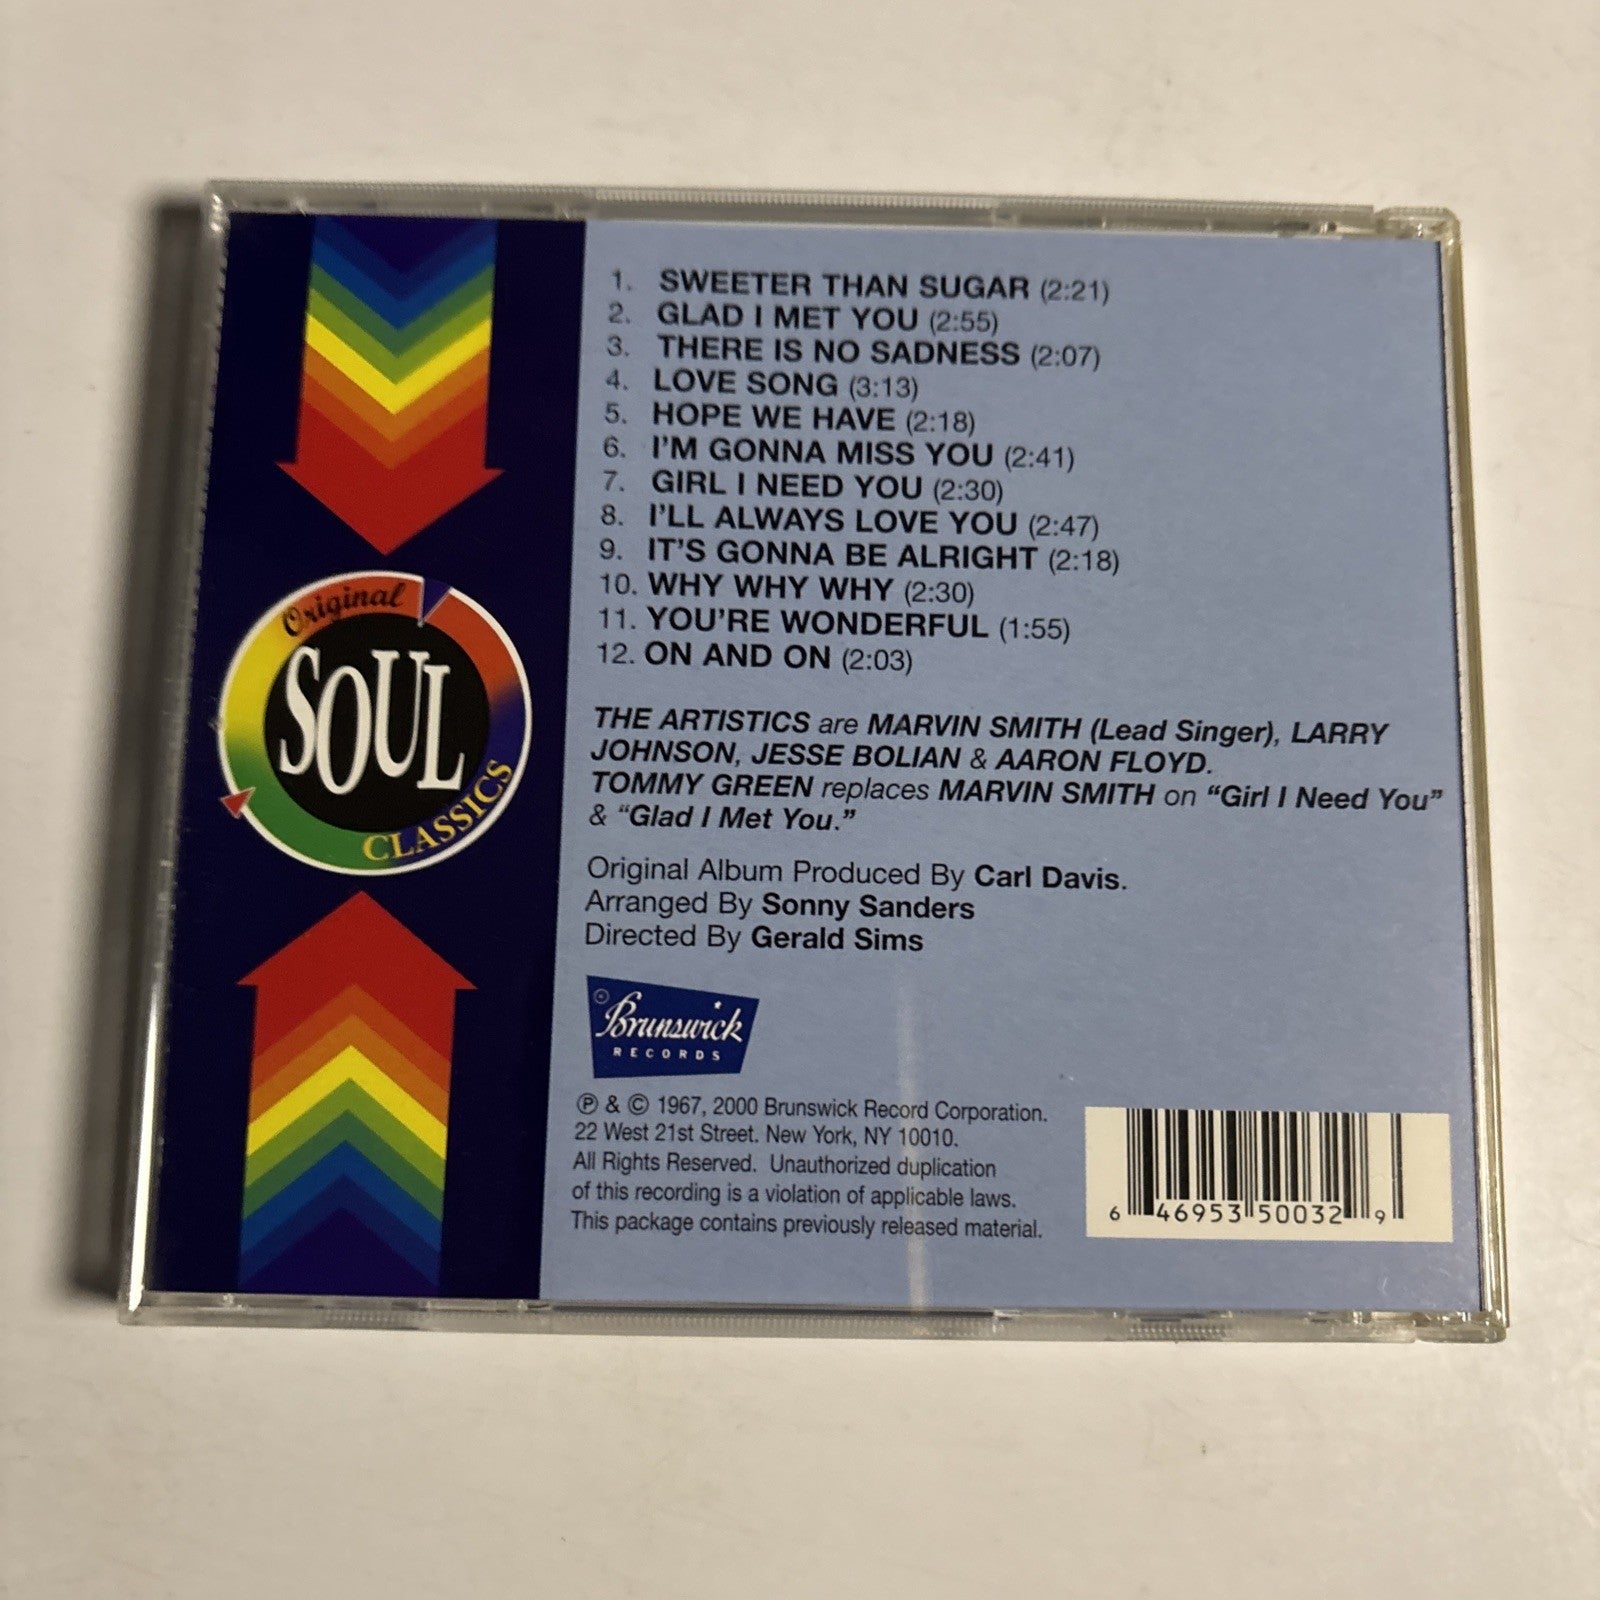 1. SWEETER THAN SUGAR (2:21)
2. GLAD I MET YOU (2:55)
3. THERE IS NO SADNESS (2:07)
4. LOVE SONG (3:13)
5. HOPE WE HAVE (2:18)
6. I'M GONNA MISS YOU (2:41)
7. GIRL I NEED YOU (2:30)
8. I'LL ALWAYS LOVE YOU (2:47)
9. IT'S GONNA BE ALRIGHT (2:18)
10. WHY WHY WHY (2:30)
11. YOU'RE WONDERFUL (1:55)
12. ON AND ON (2:03)
Original
SOUL
CLASSICS
THE ARTISTICS are MARVIN SMITH (Lead Singer), LARRY
JOHNSON, JESSE BOLIAN & AARON FLOYD.
TOMMY GREEN replaces MARVIN SMITH on “Girl I Need You”
& “Glad I Met You.”
Original Album Produced By Carl Davis.
Arranged By Sonny Sanders
Directed By Gerald Sims
Brunswick
RECORDS
℗ & © 1967, 2000 Brunswick Record Corporation.
22 West 21st Street. New York, NY 10010.
All Rights Reserved. Unauthorized duplication
of this recording is a violation of applicable laws.
This package contains previously released material.
6 46953 50032 9